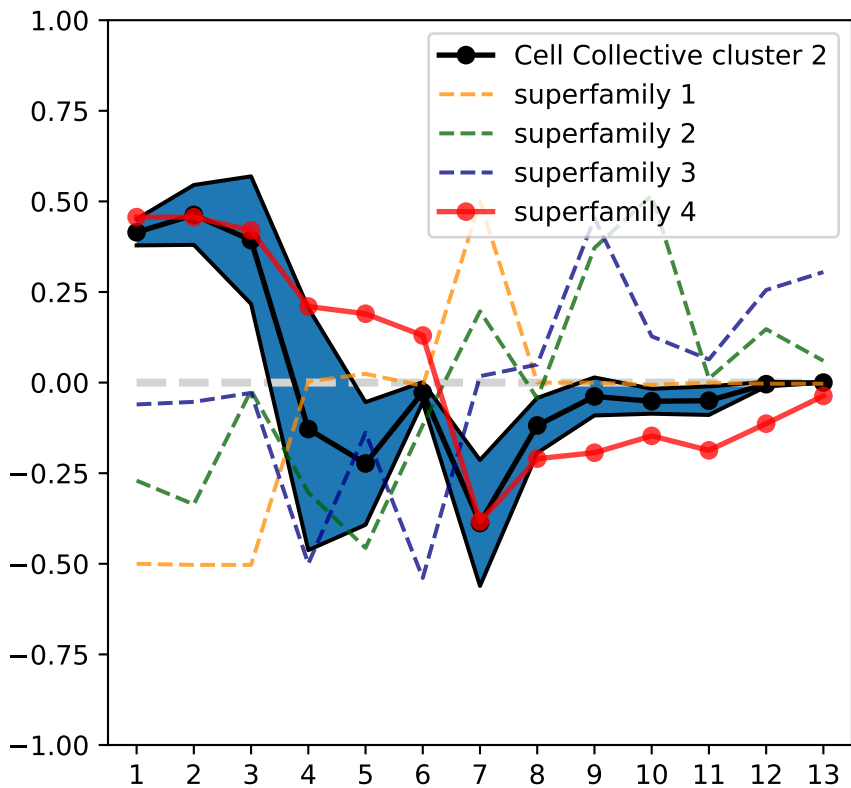 1.00
0.75
0.50
0.25
0.00
−0.25
−0.50
−0.75
−1.00
Cell Collective cluster 2
superfamily 1
superfamily 2
superfamily 3
superfamily 4
1 2 3 4 5 6 7 8 9 10 11 12 13